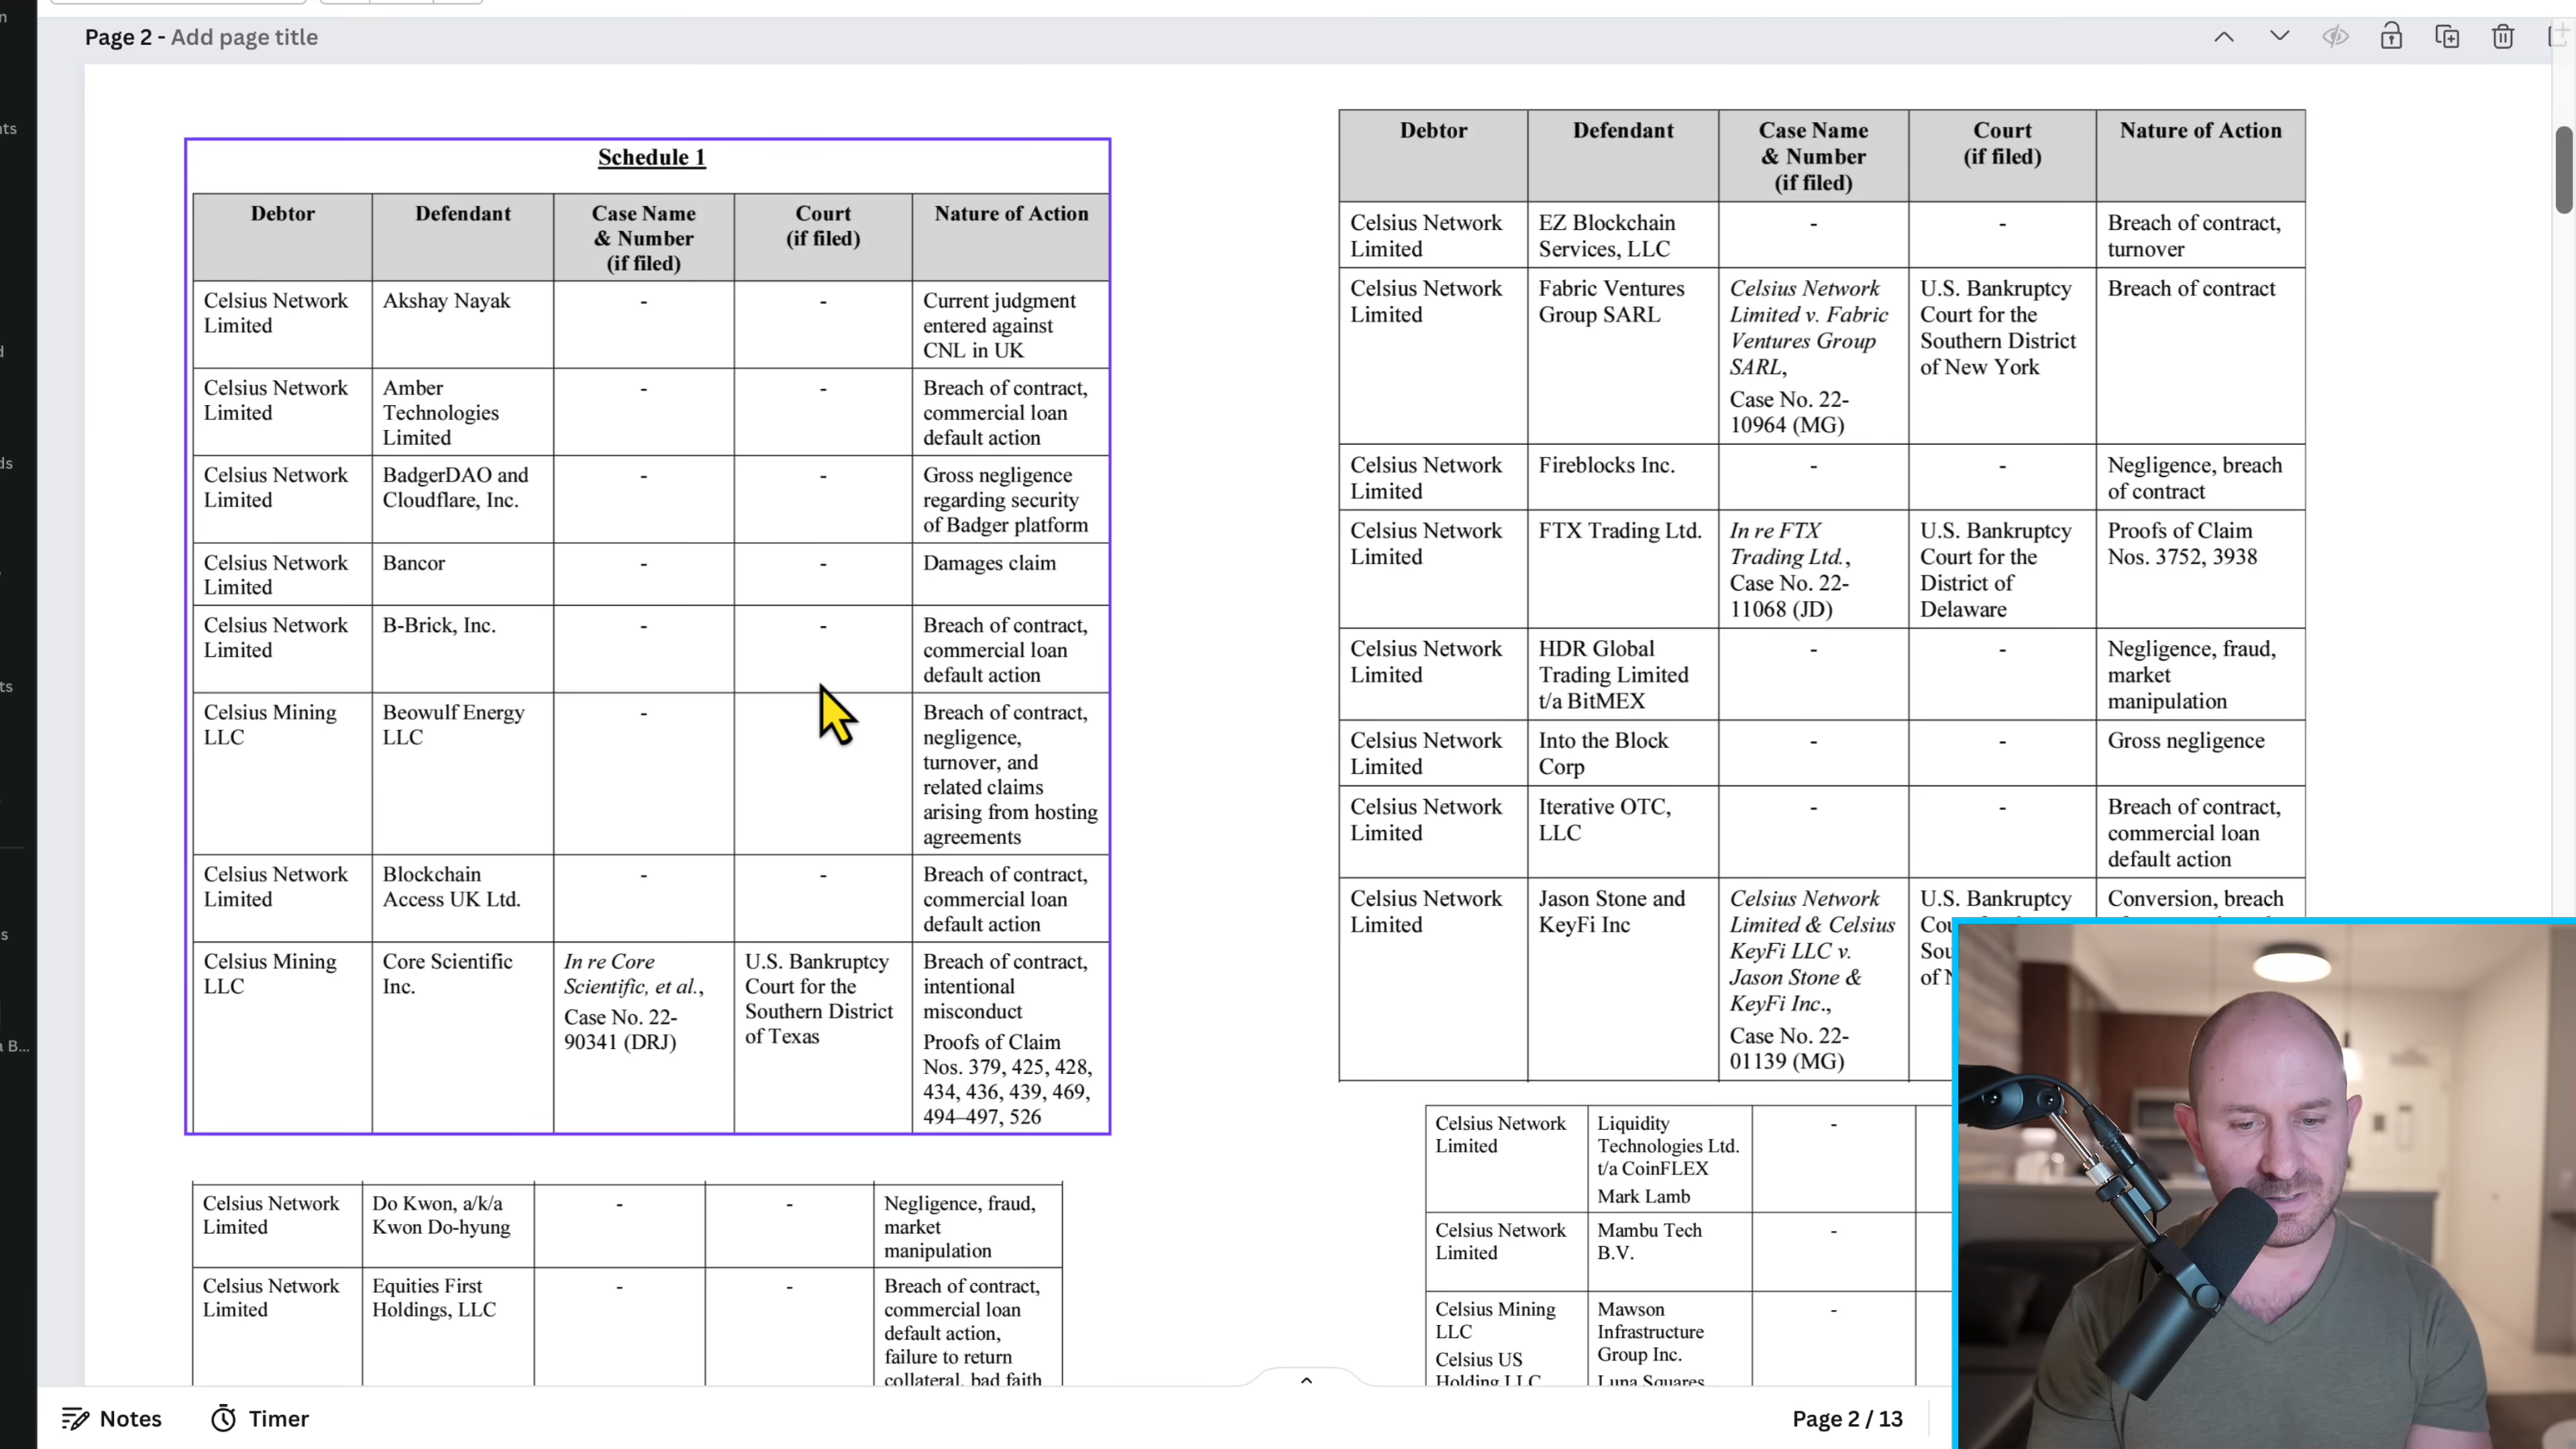 Page 2 - Add page title
Schedule 1
Debtor
Defendant
Case Name
& Number
(if filed)
Court
(if filed)
Nature of Action
Celsius Network
Limited
Akshay Nayak
-
-
Current judgment
entered against
CNL in UK
Celsius Network
Limited
Amber
Technologies
Limited
-
-
Breach of contract,
commercial loan
default action
Celsius Network
Limited
BadgerDAO and
Cloudflare, Inc.
-
-
Gross negligence
regarding security
of Badger platform
Celsius Network
Limited
Bancor
-
-
Damages claim
Celsius Network
Limited
B-Brick, Inc.
-
-
Breach of contract,
commercial loan
default action
Celsius Mining
LLC
Beowulf Energy
LLC
-
Breach of contract,
negligence,
turnover, and
related claims
arising from hosting
agreements
Celsius Network
Limited
Blockchain
Access UK Ltd.
-
-
Breach of contract,
commercial loan
default action
Celsius Mining
LLC
Core Scientific
Inc.
In re Core
Scientific, et al.,
Case No. 22-
90341 (DRJ)
U.S. Bankruptcy
Court for the
Southern District
of Texas
Breach of contract,
intentional
misconduct
Proofs of Claim
Nos. 379, 425, 428,
434, 436, 439, 469,
494–497, 526
Celsius Network
Limited
Do Kwon, a/k/a
Kwon Do-hyung
-
-
Negligence, fraud,
market
manipulation
Celsius Network
Limited
Equities First
Holdings, LLC
-
-
Breach of contract,
commercial loan
default action,
failure to return
collateral, bad faith
Debtor
Defendant
Case Name
& Number
(if filed)
Court
(if filed)
Nature of Action
Celsius Network
Limited
EZ Blockchain
Services, LLC
-
-
Breach of contract,
turnover
Celsius Network
Limited
Fabric Ventures
Group SARL
Celsius Network
Limited v. Fabric
Ventures Group
SARL,
Case No. 22-
10964 (MG)
U.S. Bankruptcy
Court for the
Southern District
of New York
Breach of contract
Celsius Network
Limited
Fireblocks Inc.
-
-
Negligence, breach
of contract
Celsius Network
Limited
FTX Trading Ltd.
In re FTX
Trading Ltd.,
Case No. 22-
11068 (JD)
U.S. Bankruptcy
Court for the
District of
Delaware
Proofs of Claim
Nos. 3752, 3938
Celsius Network
Limited
HDR Global
Trading Limited
t/a BitMEX
-
-
Negligence, fraud,
market
manipulation
Celsius Network
Limited
Into the Block
Corp
-
-
Gross negligence
Celsius Network
Limited
Iterative OTC,
LLC
-
-
Breach of contract,
commercial loan
default action
Celsius Network
Limited
Jason Stone and
KeyFi Inc
Celsius Network
Limited & Celsius
KeyFi LLC v.
Jason Stone &
KeyFi Inc.,
Case No. 22-
01139 (MG)
U.S. Bankruptcy
Conversion, breach
Celsius Network
Limited
Liquidity
Technologies Ltd.
t/a CoinFLEX
Mark Lamb
-
Celsius Network
Limited
Mambu Tech
B.V.
-
Celsius Mining
LLC
Celsius US
Holding LLC
Mawson
Infrastructure
Group Inc.
Luna Squares
-
Notes
Timer
Page 2 / 13